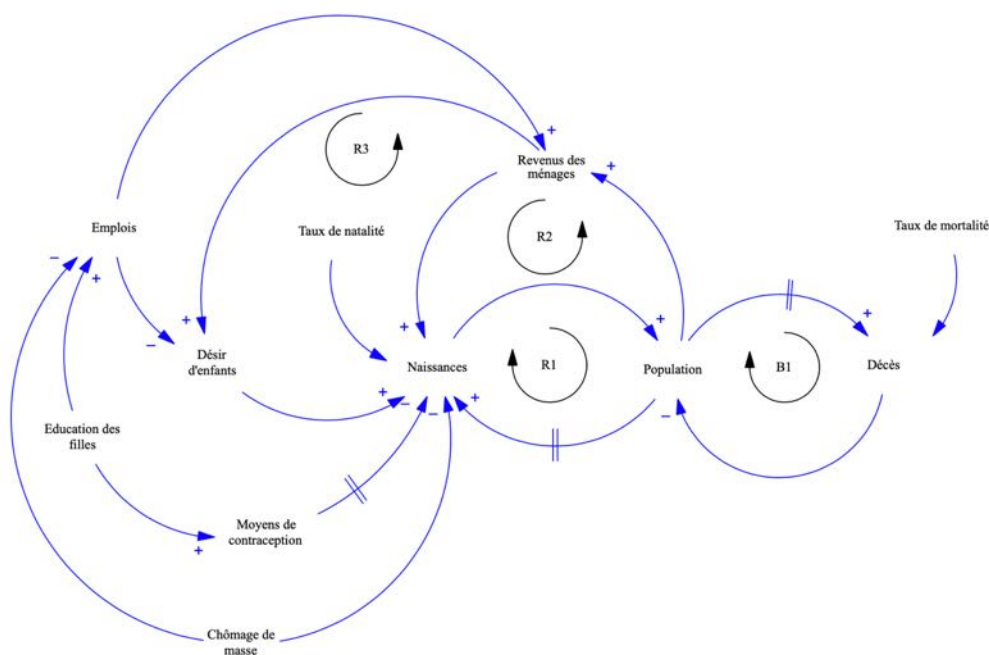 R3
+
Revenus des
ménages
+
Emplois
Taux de natalité
R2
Taux de mortalité
–
+
+
–
Désir
d'enfants
+
Naissances
R1
+
Population
B1
+
Décès
+
–
–
+
–
Education des
filles
Moyens de
contraception
+
Chômage de
masse